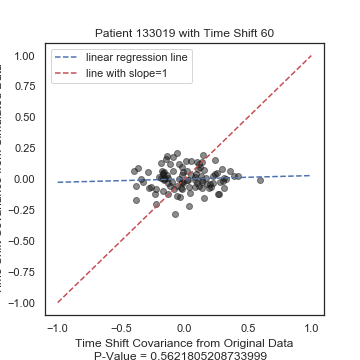 Patient 133019 with Time Shift 60
linear regression line
line with slope=1
1.00
0.75
0.50
0.25
0.00
−0.25
−0.50
−0.75
−1.00
−1.0
−0.5
0.0
0.5
1.0
Time Shift Covariance from Original Data
P-Value = 0.5621805208733999